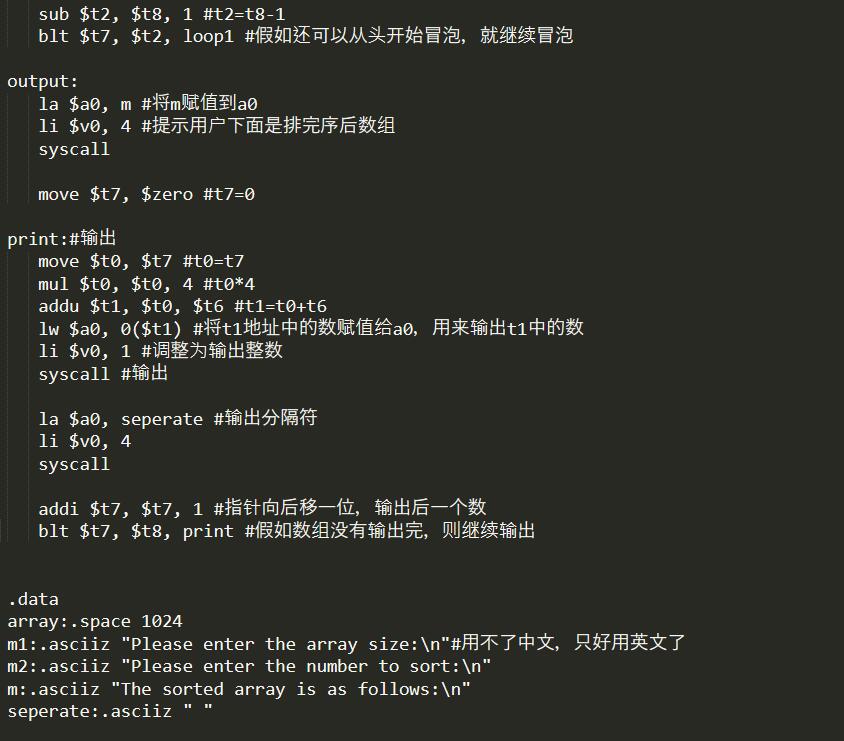 sub $t2, $t8, 1 #t2=t8-1
blt $t7, $t2, loop1 #假如还可以从头开始冒泡, 就继续冒泡
output:
la $a0, m #将m赋值到a0
li $v0, 4 #提示用户下面是排完序后数组
syscall
move $t7, $zero #t7=0
print:#输出
move $t0, $t7 #t0=t7
mul $t0, $t0, 4 #t0*4
addu $t1, $t0, $t6 #t1=t0+t6
lw $a0, 0($t1) #将t1地址中的数赋值给a0, 用来输出t1中的数
li $v0, 1 #调整为输出整数
syscall #输出
la $a0, seperate #输出分隔符
li $v0, 4
syscall
addi $t7, $t7, 1 #指针向后移一位, 输出后一个数
blt $t7, $t8, print #假如数组没有输出完, 则继续输出
.data
array:.space 1024
m1:.asciiz "Please enter the array size:\n"#用不了中文, 只好用英文了
m2:.asciiz "Please enter the number to sort:\n"
m:.asciiz "The sorted array is as follows:\n"
seperate:.asciiz " "